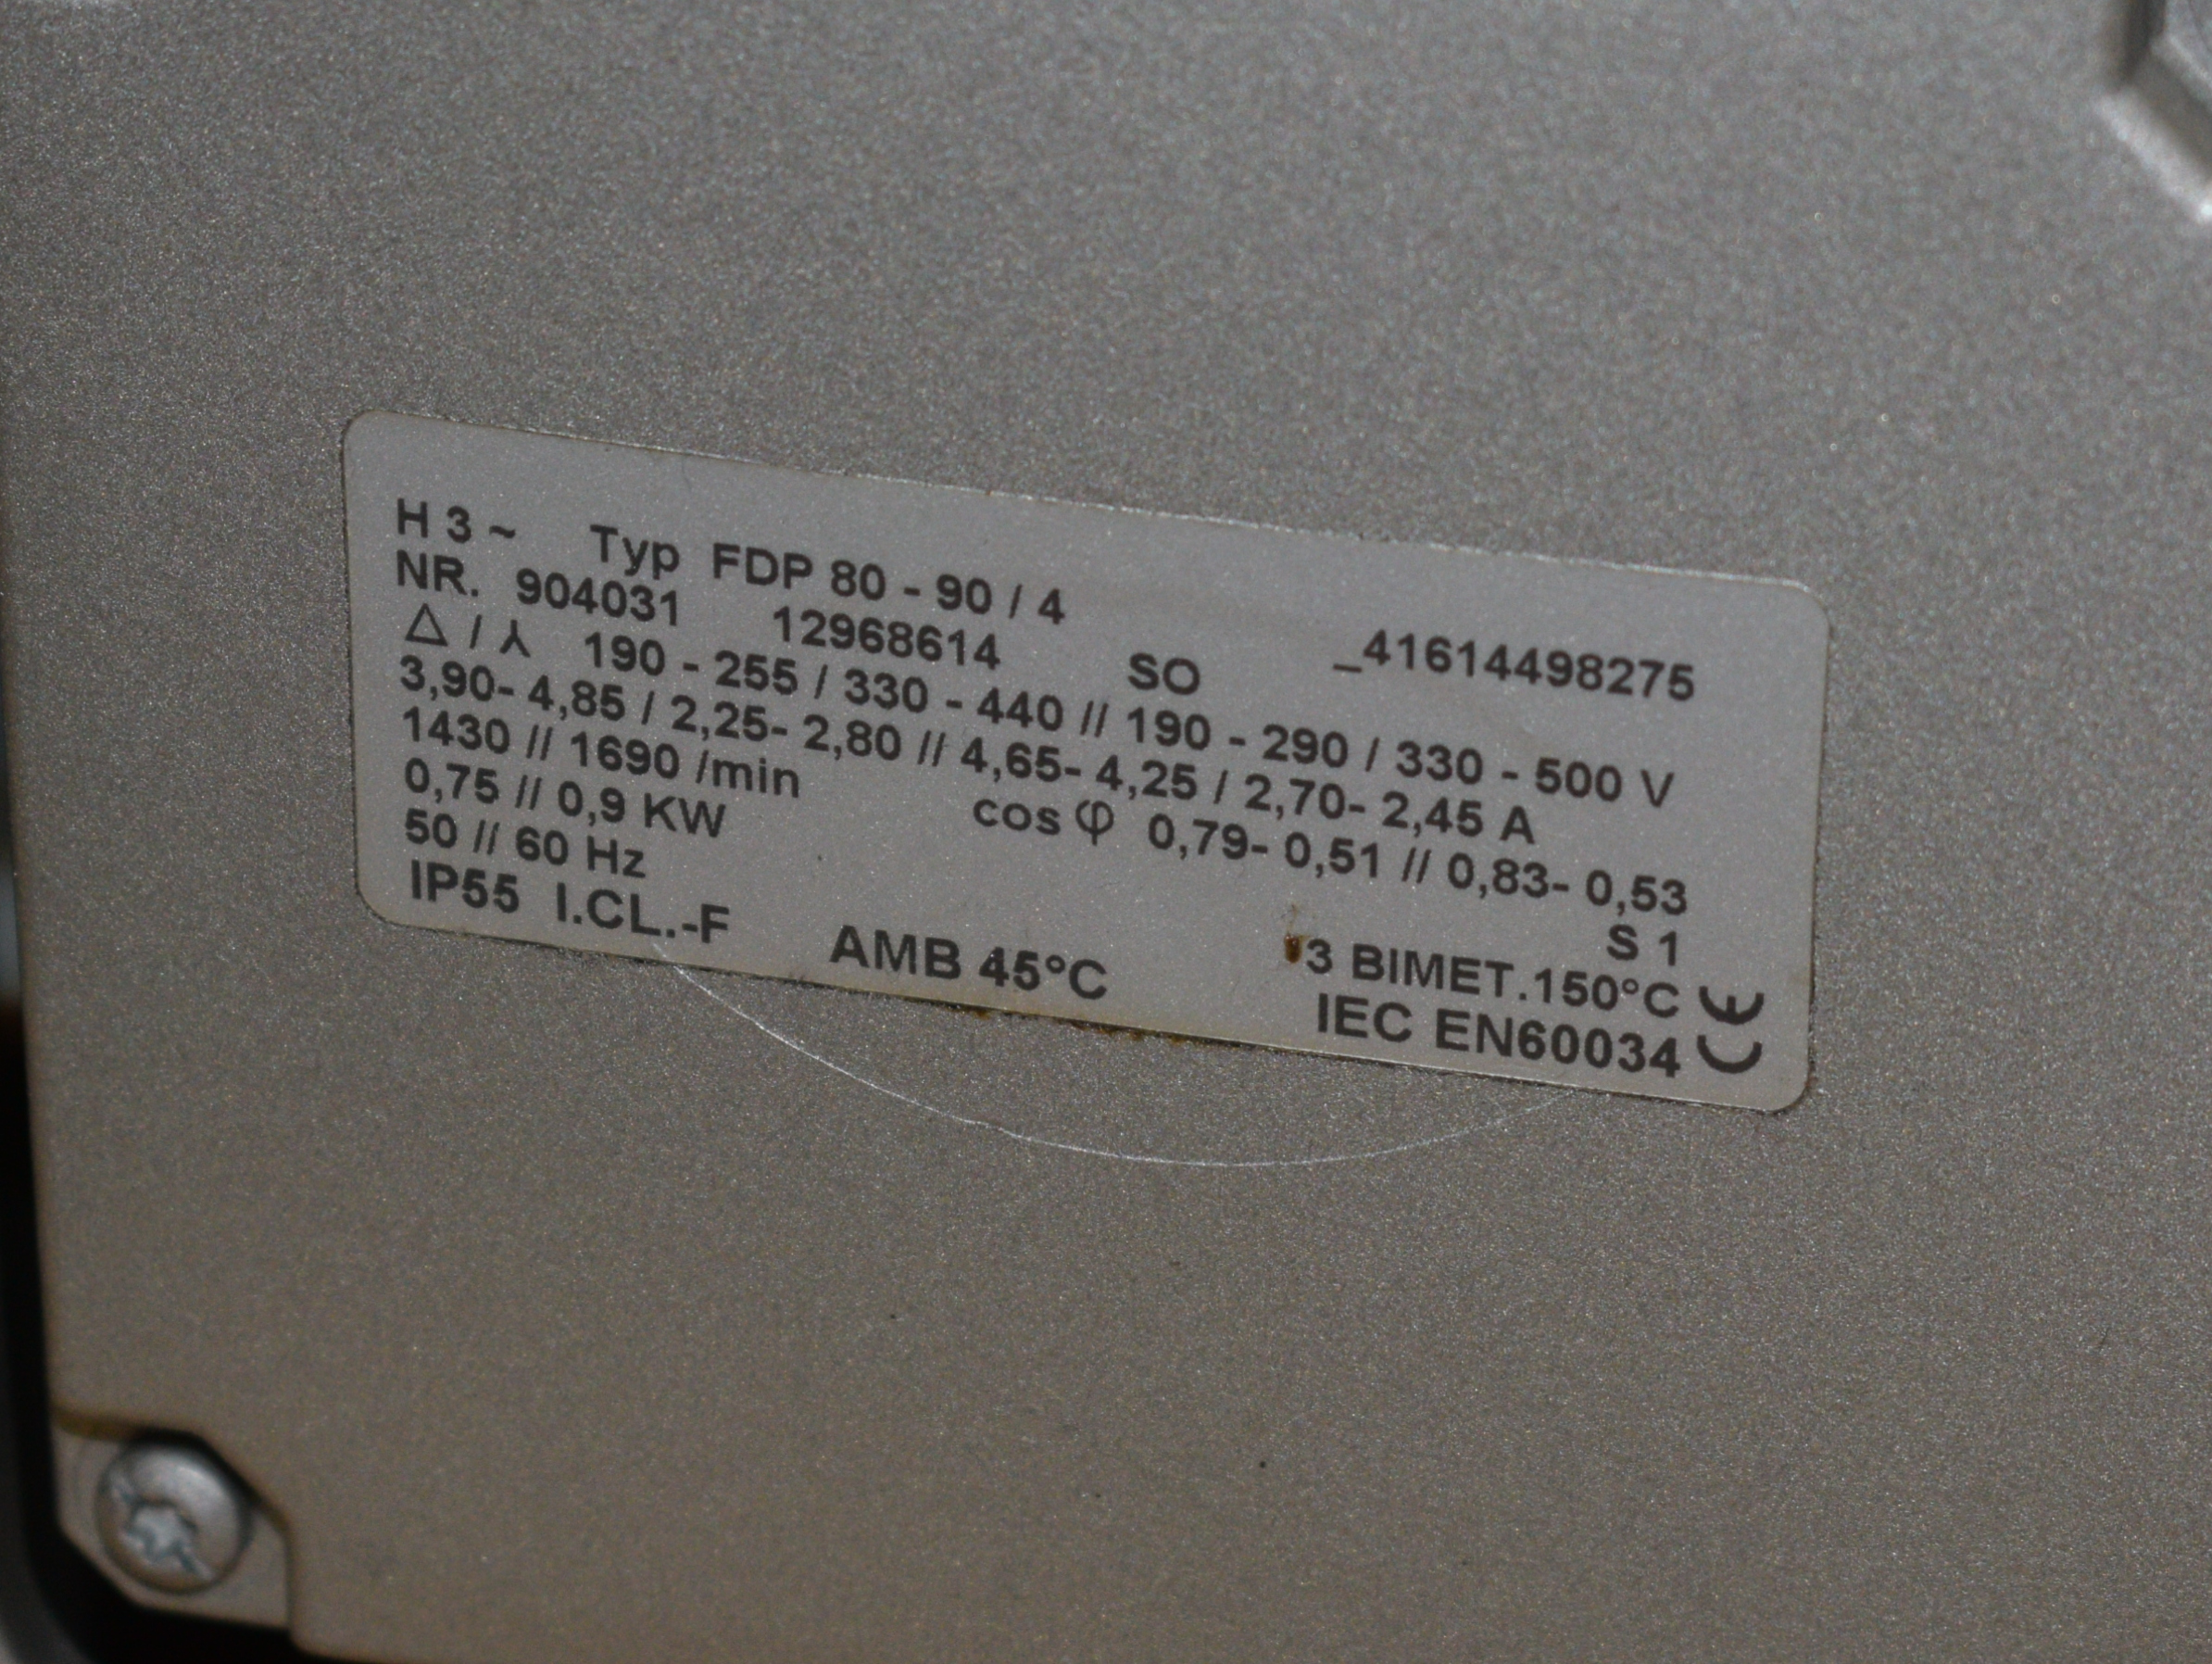 H 3 ~ Typ FDP 80 - 90 / 4
NR. 904031 12968614 SO _41614498275
△ / ⅄ 190 - 255 / 330 - 440 // 190 - 290 / 330 - 500 V
3,90- 4,85 / 2,25- 2,80 // 4,65- 4,25 / 2,70- 2,45 A
1430 // 1690 /min cos φ 0,79- 0,51 // 0,83- 0,53
0,75 // 0,9 KW S 1
50 // 60 Hz 3 BIMET.150°C
IP55 I.CL.-F AMB 45°C IEC EN60034 CE